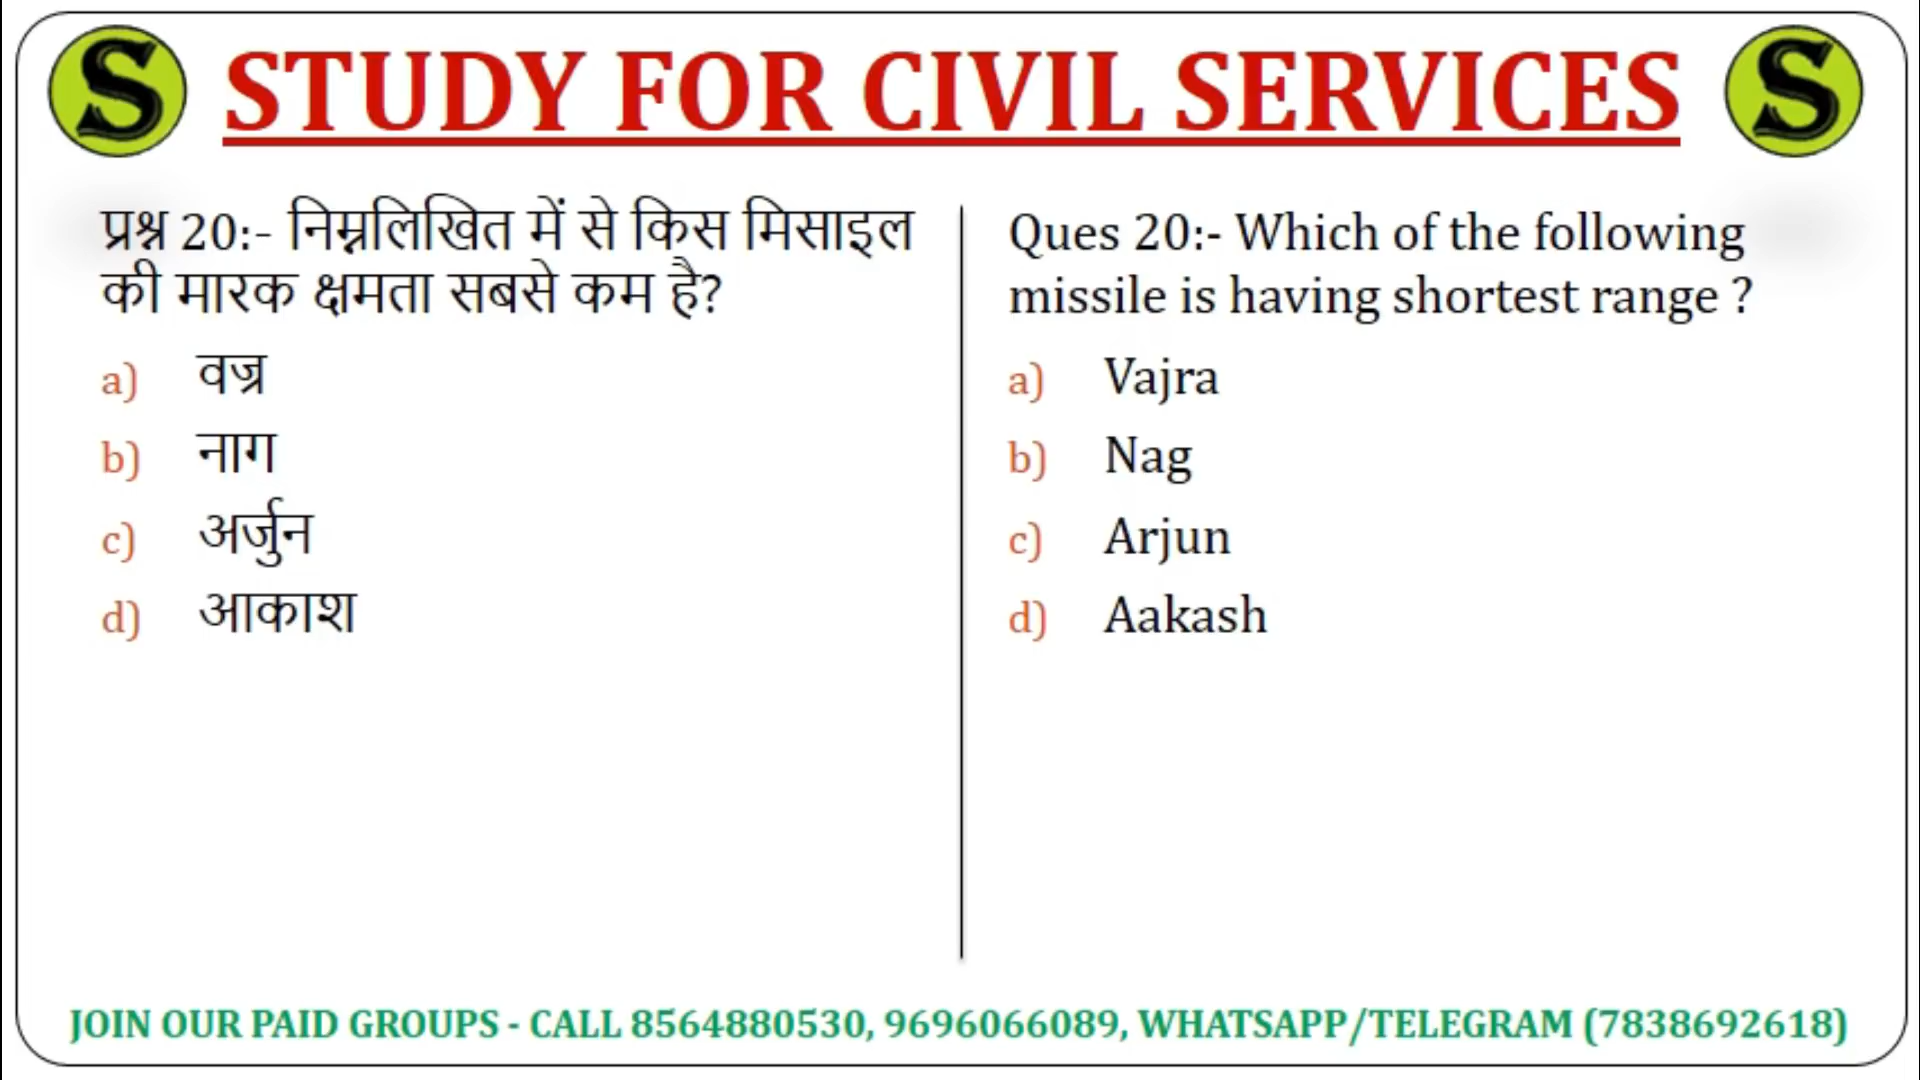 S STUDY FOR CIVIL SERVICES S
प्रश्न 20:- निम्नलिखित में से किस मिसाइल
की मारक क्षमता सबसे कम है?
a) वज्र
b) नाग
c) अर्जुन
d) आकाश
Ques 20:- Which of the following
missile is having shortest range ?
a) Vajra
b) Nag
c) Arjun
d) Aakash
JOIN OUR PAID GROUPS - CALL 8564880530, 9696066089, WHATSAPP/TELEGRAM (7838692618)